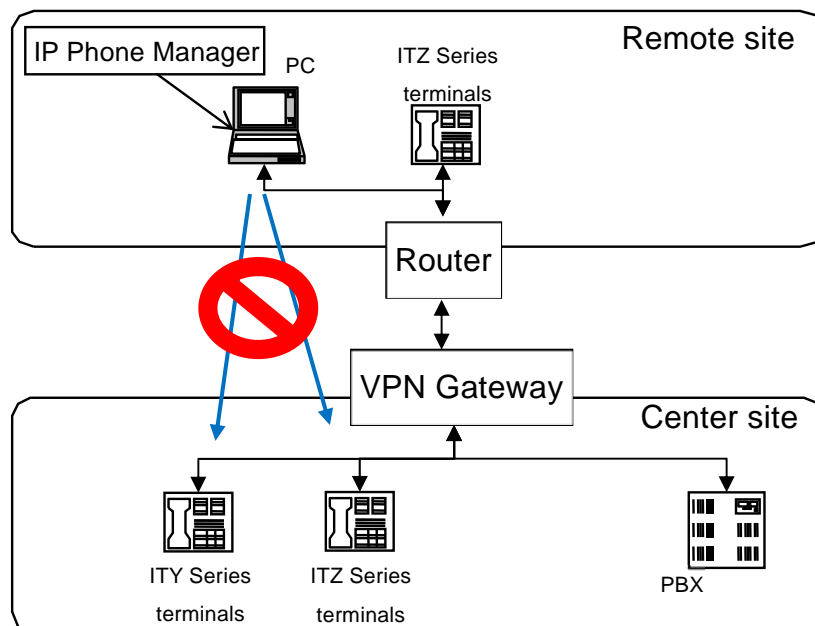 Remote site
IP Phone Manager
PC
ITZ Series
terminals
Router
VPN Gateway
Center site
ITY Series
terminals
ITZ Series
terminals
PBX